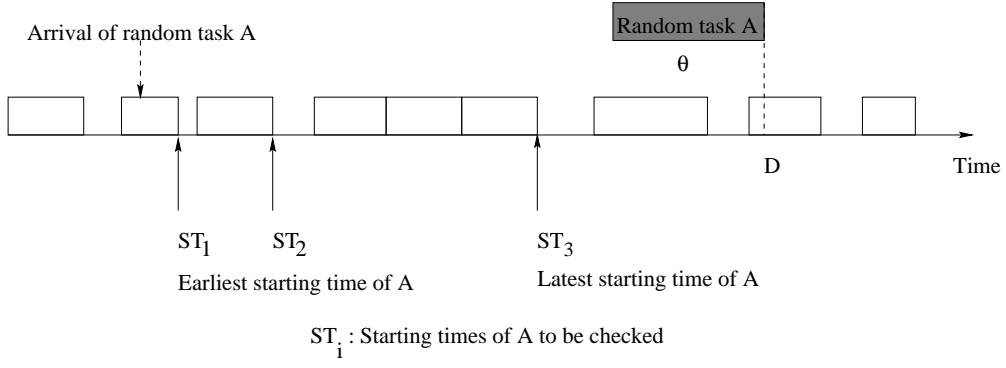 Random task A
Arrival of random task A
θ
D
Time
ST1
ST2
ST3
Earliest starting time of A
Latest starting time of A
STi : Starting times of A to be checked